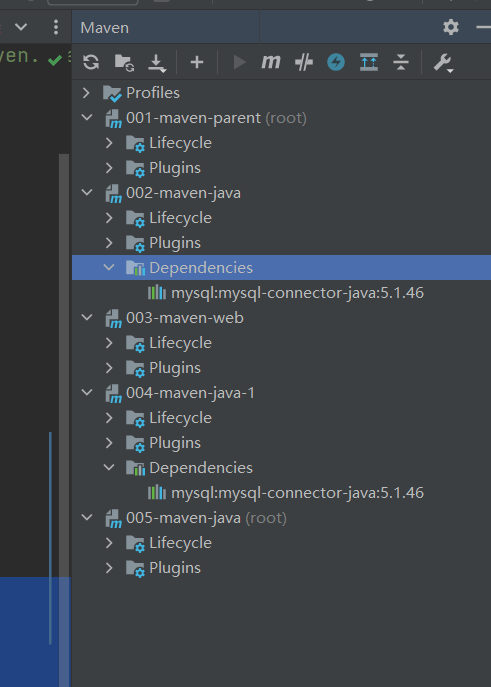 Maven
ven.
m
Profiles
001-maven-parent (root)
Lifecycle
Plugins
002-maven-java
Lifecycle
Plugins
Dependencies
mysql:mysql-connector-java:5.1.46
003-maven-web
Lifecycle
Plugins
004-maven-java-1
Lifecycle
Plugins
Dependencies
mysql:mysql-connector-java:5.1.46
005-maven-java (root)
Lifecycle
Plugins